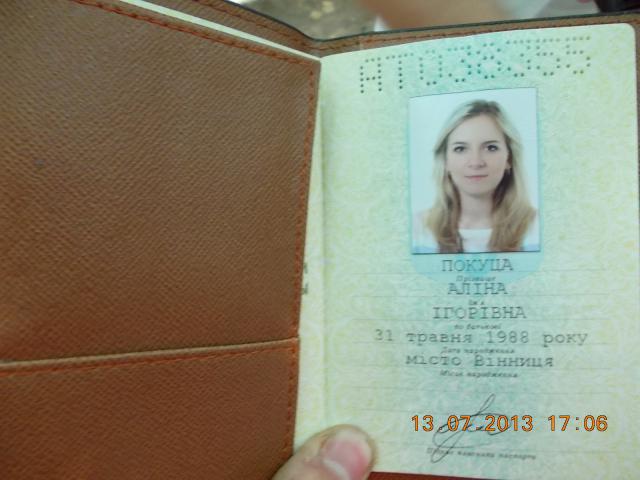 АТ038355
ПОКУЦА
Прізвище
АЛІНА
Ім'я
ІГОРІВНА
по батькові
31 травня 1988 року
Дата народження
місто Вінниця
Місце народження
13.07.2013 17:06
Підпис власника паспорта